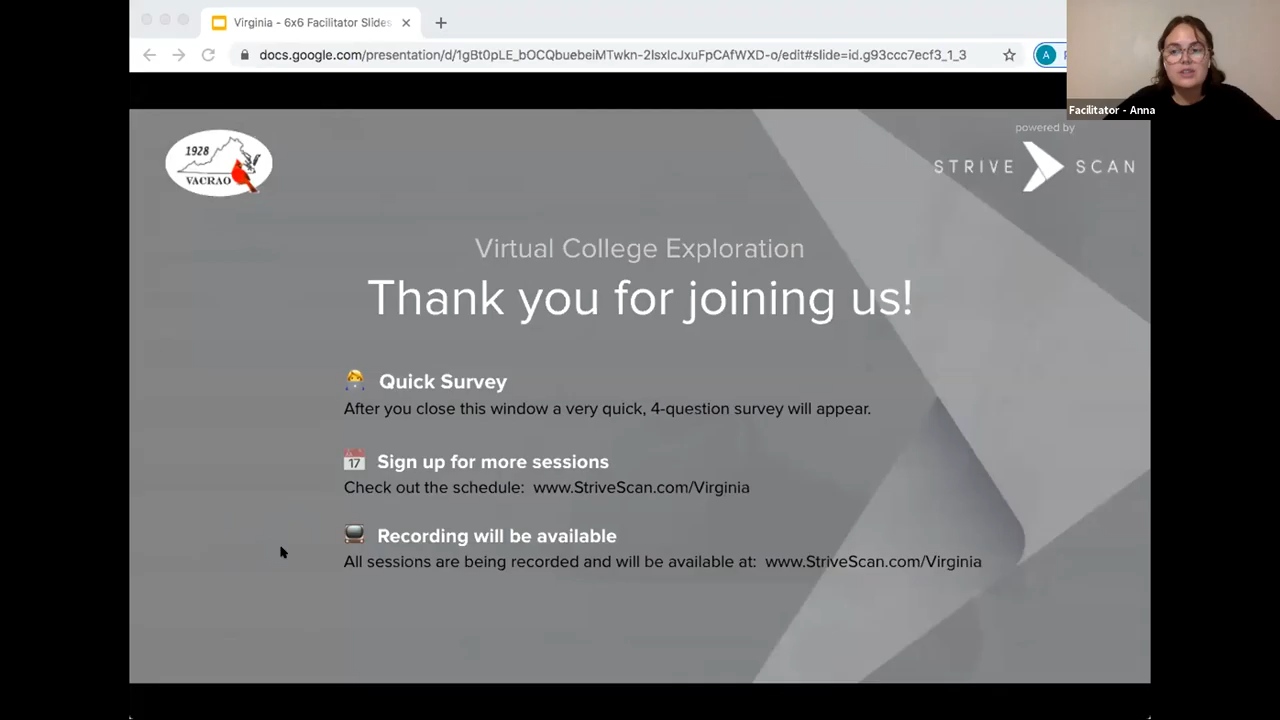 Virginia - 6x6 Facilitator Slides
docs.google.com/presentation/d/1gBt0pLE_bOCQbuebeiMTwkn-2IsxIcJxuFpCAfWXD-o/edit#slide=id.g93ccc7ecf3_1_3
A
Facilitator - Anna
1928
VACRAO
powered by
STRIVE SCAN
Virtual College Exploration
Thank you for joining us!
Quick Survey
After you close this window a very quick, 4-question survey will appear.
17
Sign up for more sessions
Check out the schedule: www.StriveScan.com/Virginia
Recording will be available
All sessions are being recorded and will be available at: www.StriveScan.com/Virginia